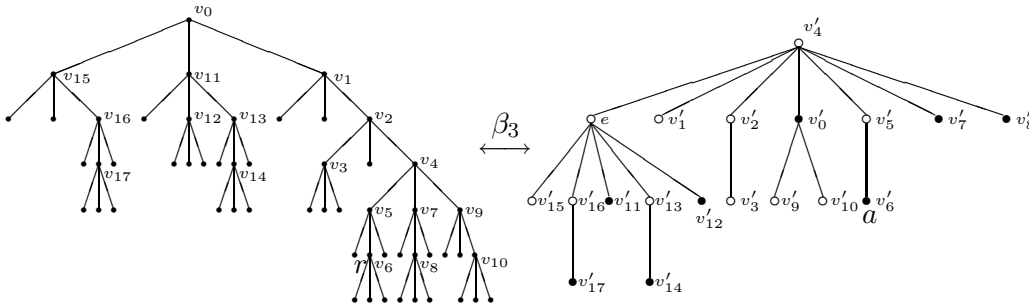 v₀ v′₄
v₁₅ v₁₁ v₁
v₁₆ v₁₂ v₁₃ v₂ β₃ e v′₁ v′₂ v′₀ v′₅ v′₇ v′₈
v₁₇ v₁₄ v₃ v₄
v₅ v₇ v₉ v′₁₅ v′₁₆ v′₁₁ v′₁₃ v′₁₂ v′₃ v′₉ v′₁₀ v′₆
a
r v₆ v₈ v₁₀ v′₁₇ v′₁₄